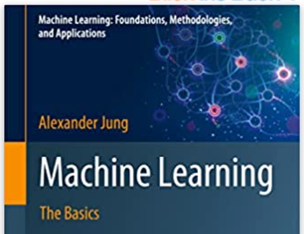 Machine Learning: Foundations, Methodologies,
and Applications
Alexander Jung
Machine Learning
The Basics